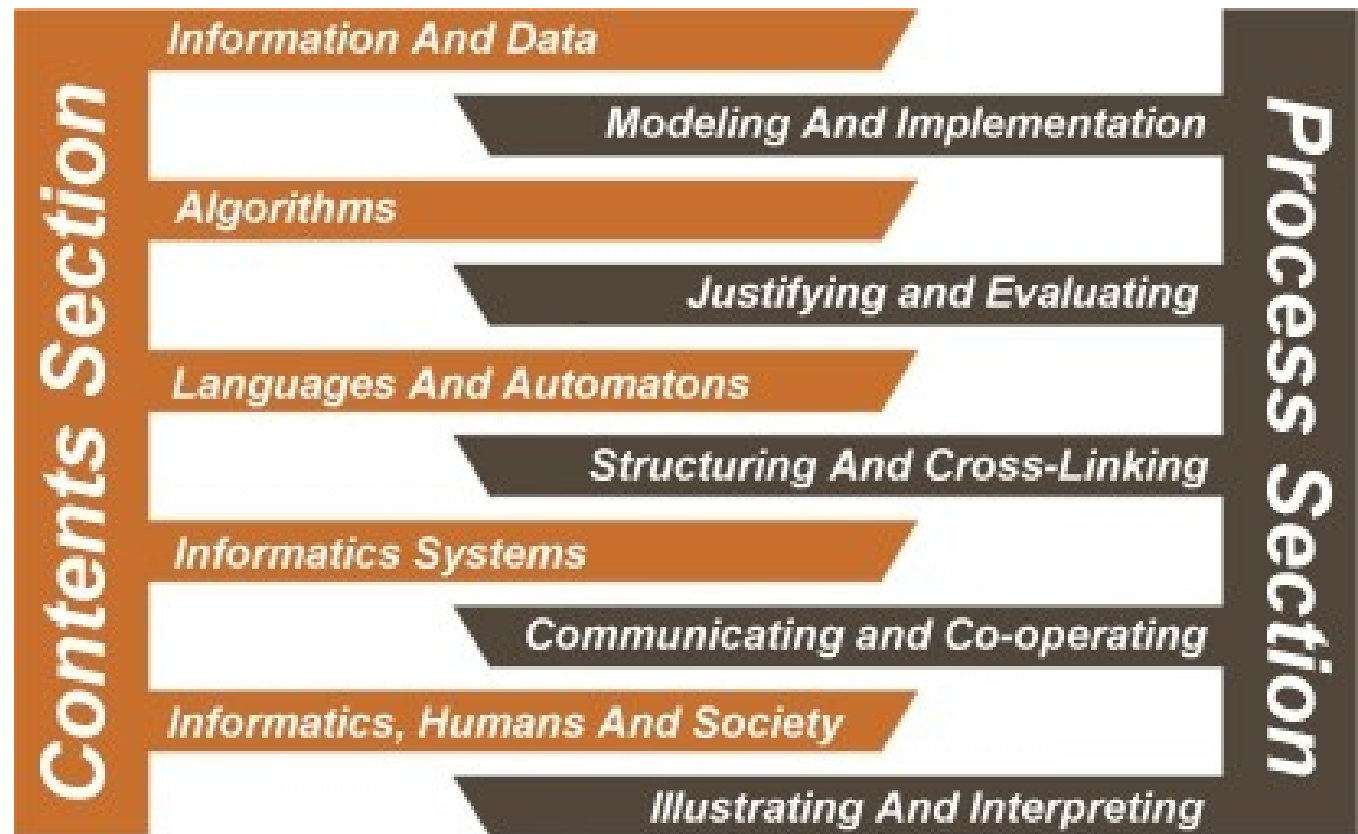 Contents Section
Information And Data
Modeling And Implementation
Algorithms
Justifying and Evaluating
Languages And Automatons
Structuring And Cross-Linking
Informatics Systems
Communicating and Co-operating
Informatics, Humans And Society
Illustrating And Interpreting
Process Section